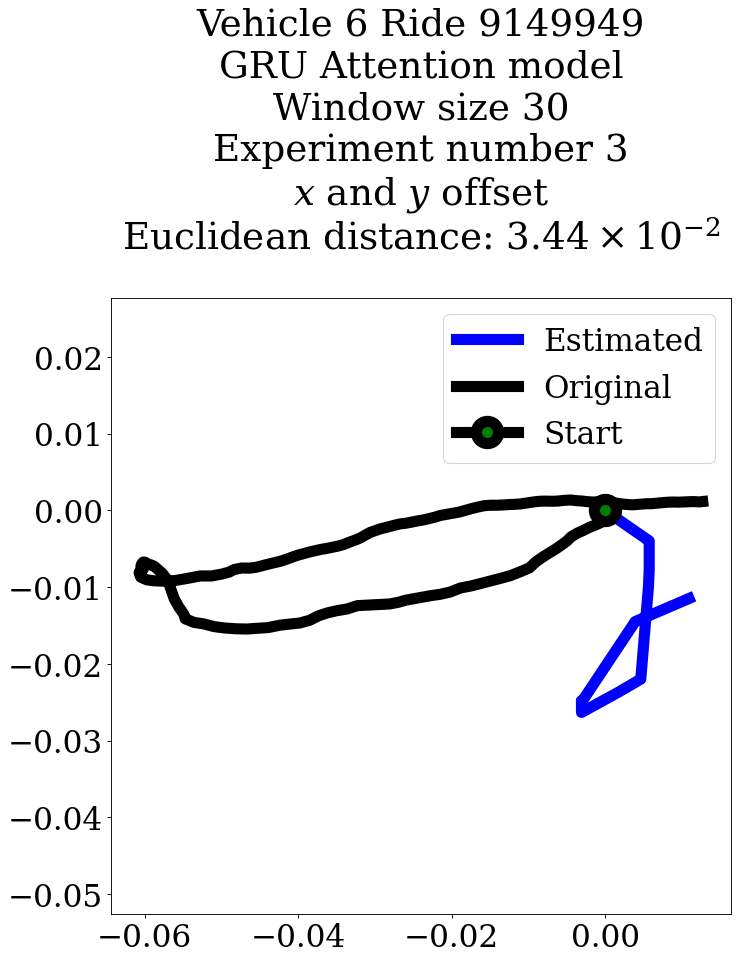 Vehicle 6 Ride 9149949
GRU Attention model
Window size 30
Experiment number 3
x and y offset
Euclidean distance: 3.44 × 10⁻²
Estimated
Original
Start
0.02
0.01
0.00
−0.01
−0.02
−0.03
−0.04
−0.05
−0.06 −0.04 −0.02 0.00